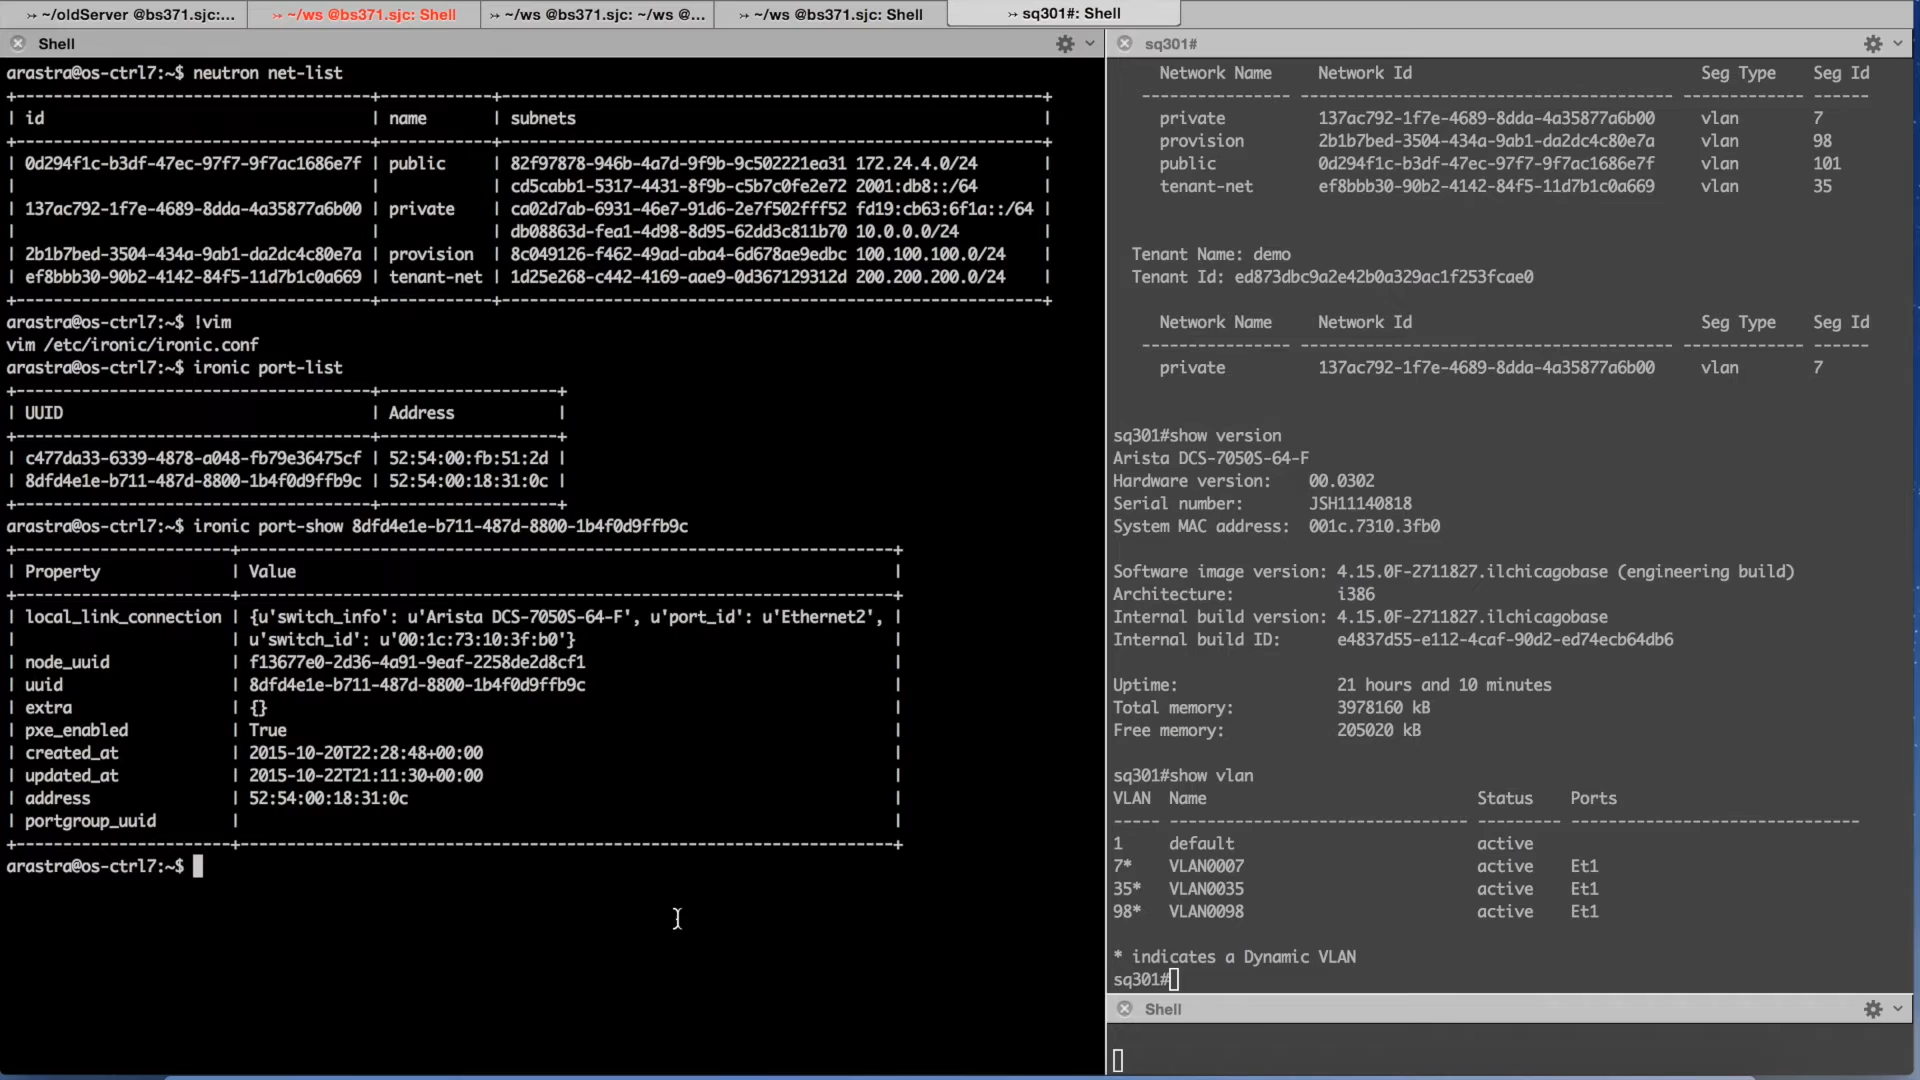 ~/oldServer @bs371.sjc:...
~/ws @bs371.sjc: Shell
~/ws @bs371.sjc: ~/ws @...
~/ws @bs371.sjc: Shell
sq301#: Shell
Shell
arastra@os-ctrl7:~$ neutron net-list
+--------------------------------------+------------+----------------------------------------------------------+
| id | name | subnets |
+--------------------------------------+------------+----------------------------------------------------------+
| 0d294f1c-b3df-47ec-97f7-9f7ac1686e7f | public | 82f97878-946b-4a7d-9f9b-9c502221ea31 172.24.4.0/24 |
| | | cd5cabb1-5317-4431-8f9b-c5b7c0fe2e72 2001:db8::/64 |
| 137ac792-1f7e-4689-8dda-4a35877a6b00 | private | ca02d7ab-6931-46e7-91d6-2e7f502fff52 fd19:cb63:6f1a::/64 |
| | | db08863d-fea1-4d98-8d95-62dd3c811b70 10.0.0.0/24 |
| 2b1b7bed-3504-434a-9ab1-da2dc4c80e7a | provision | 8c049126-f462-49ad-aba4-6d678ae9edbc 100.100.100.0/24 |
| ef8bbb30-90b2-4142-84f5-11d7b1c0a669 | tenant-net | 1d25e268-c442-4169-aae9-0d367129312d 200.200.200.0/24 |
+--------------------------------------+------------+----------------------------------------------------------+
arastra@os-ctrl7:~$ !vim
vim /etc/ironic/ironic.conf
arastra@os-ctrl7:~$ ironic port-list
+--------------------------------------+-------------------+
| UUID | Address |
+--------------------------------------+-------------------+
| c477da33-6339-4878-a048-fb79e36475cf | 52:54:00:fb:51:2d |
| 8dfd4e1e-b711-487d-8800-1b4f0d9ffb9c | 52:54:00:18:31:0c |
+--------------------------------------+-------------------+
arastra@os-ctrl7:~$ ironic port-show 8dfd4e1e-b711-487d-8800-1b4f0d9ffb9c
+-----------------------+----------------------------------------------------------------------+
| Property | Value |
+-----------------------+----------------------------------------------------------------------+
| local_link_connection | {u'switch_info': u'Arista DCS-7050S-64-F', u'port_id': u'Ethernet2', |
| | u'switch_id': u'00:1c:73:10:3f:b0'} |
| node_uuid | f13677e0-2d36-4a91-9eaf-2258de2d8cf1 |
| uuid | 8dfd4e1e-b711-487d-8800-1b4f0d9ffb9c |
| extra | {} |
| pxe_enabled | True |
| created_at | 2015-10-20T22:28:48+00:00 |
| updated_at | 2015-10-22T21:11:30+00:00 |
| address | 52:54:00:18:31:0c |
| portgroup_uuid | |
+-----------------------+----------------------------------------------------------------------+
arastra@os-ctrl7:~$
sq301#
Network Name Network Id Seg Type Seg Id
---------------- ---------------------------------------- ------------- ------
private 137ac792-1f7e-4689-8dda-4a35877a6b00 vlan 7
provision 2b1b7bed-3504-434a-9ab1-da2dc4c80e7a vlan 98
public 0d294f1c-b3df-47ec-97f7-9f7ac1686e7f vlan 101
tenant-net ef8bbb30-90b2-4142-84f5-11d7b1c0a669 vlan 35
Tenant Name: demo
Tenant Id: ed873dbc9a2e42b0a329ac1f253fcae0
Network Name Network Id Seg Type Seg Id
---------------- ---------------------------------------- ------------- ------
private 137ac792-1f7e-4689-8dda-4a35877a6b00 vlan 7
sq301#show version
Arista DCS-7050S-64-F
Hardware version: 00.0302
Serial number: JSH11140818
System MAC address: 001c.7310.3fb0
Software image version: 4.15.0F-2711827.ilchicagobase (engineering build)
Architecture: i386
Internal build version: 4.15.0F-2711827.ilchicagobase
Internal build ID: e4837d55-e112-4caf-90d2-ed74ecb64db6
Uptime: 21 hours and 10 minutes
Total memory: 3978160 kB
Free memory: 205020 kB
sq301#show vlan
VLAN Name Status Ports
----- -------------------------------- --------- -------------------------------
1 default active
7* VLAN0007 active Et1
35* VLAN0035 active Et1
98* VLAN0098 active Et1
* indicates a Dynamic VLAN
sq301#
Shell